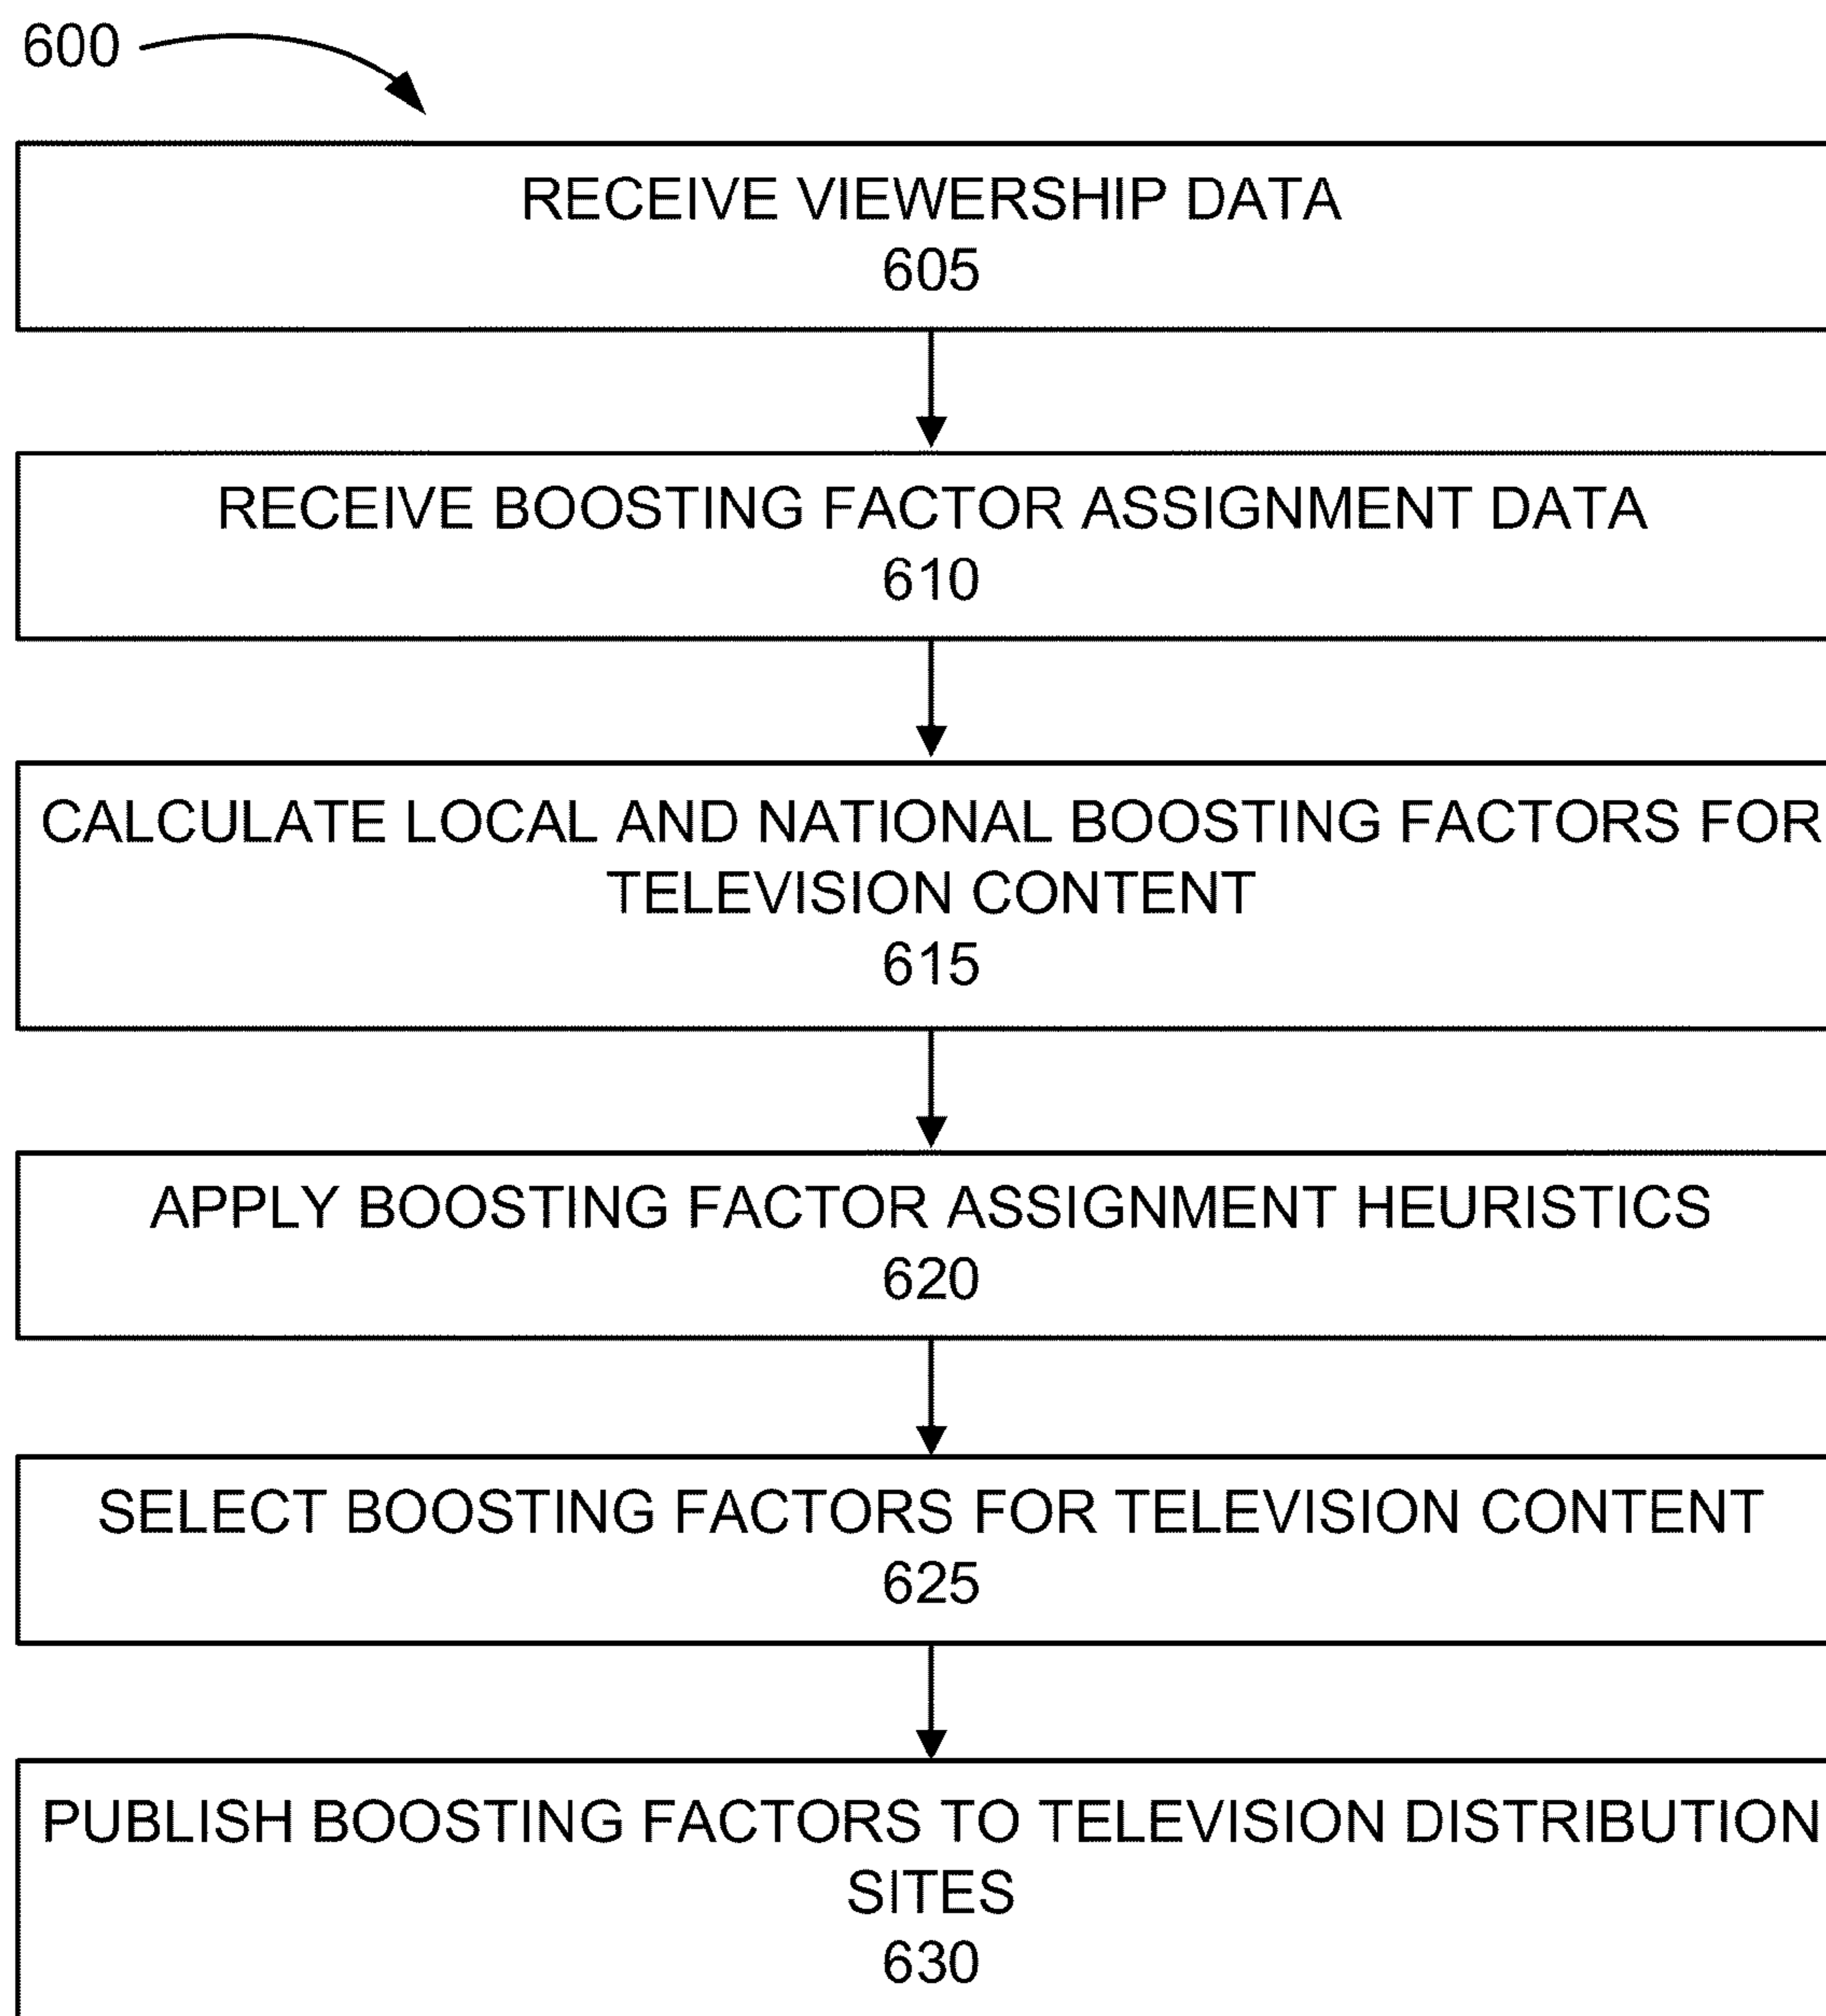 600
RECEIVE VIEWERSHIP DATA
605
RECEIVE BOOSTING FACTOR ASSIGNMENT DATA
610
CALCULATE LOCAL AND NATIONAL BOOSTING FACTORS FOR
TELEVISION CONTENT
615
APPLY BOOSTING FACTOR ASSIGNMENT HEURISTICS
620
SELECT BOOSTING FACTORS FOR TELEVISION CONTENT
625
PUBLISH BOOSTING FACTORS TO TELEVISION DISTRIBUTION
SITES
630